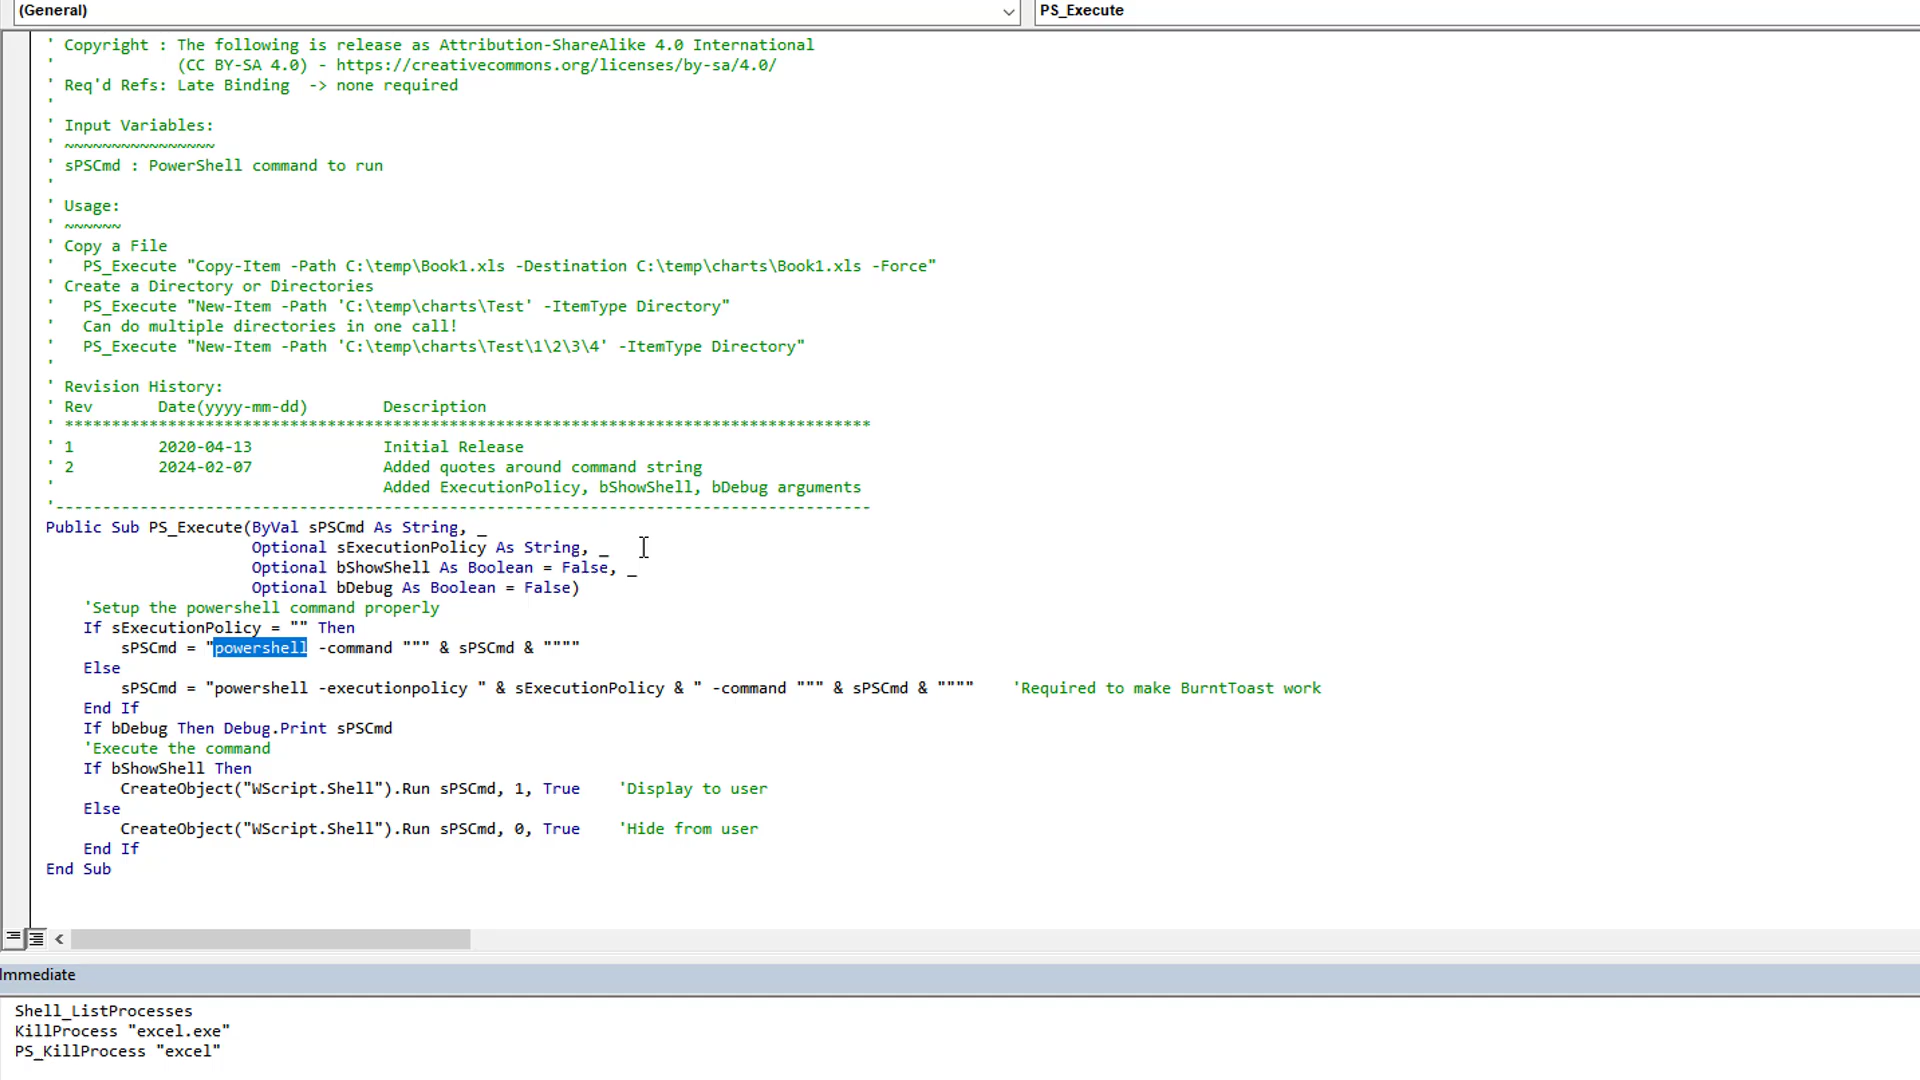 (General)
PS_Execute
' Copyright : The following is release as Attribution-ShareAlike 4.0 International
'             (CC BY-SA 4.0) - https://creativecommons.org/licenses/by-sa/4.0/
' Req'd Refs: Late Binding  -> none required
'
' Input Variables:
' ~~~~~~~~~~~~~~~~
' sPSCmd : PowerShell command to run
'
' Usage:
' ~~~~~~
' Copy a File
'   PS_Execute "Copy-Item -Path C:\temp\Book1.xls -Destination C:\temp\charts\Book1.xls -Force"
' Create a Directory or Directories
'   PS_Execute "New-Item -Path 'C:\temp\charts\Test' -ItemType Directory"
'   Can do multiple directories in one call!
'   PS_Execute "New-Item -Path 'C:\temp\charts\Test\1\2\3\4' -ItemType Directory"
'
' Revision History:
' Rev       Date(yyyy-mm-dd)        Description
' **************************************************************************************
' 1         2020-04-13              Initial Release
' 2         2024-02-07              Added quotes around command string
'                                   Added ExecutionPolicy, bShowShell, bDebug arguments
'---------------------------------------------------------------------------------------
Public Sub PS_Execute(ByVal sPSCmd As String, _
                      Optional sExecutionPolicy As String, _
                      Optional bShowShell As Boolean = False, _
                      Optional bDebug As Boolean = False)
    'Setup the powershell command properly
    If sExecutionPolicy = "" Then
        sPSCmd = "powershell -command """ & sPSCmd & """"
    Else
        sPSCmd = "powershell -executionpolicy " & sExecutionPolicy & " -command """ & sPSCmd & """"    'Required to make BurntToast work
    End If
    If bDebug Then Debug.Print sPSCmd
    'Execute the command
    If bShowShell Then
        CreateObject("WScript.Shell").Run sPSCmd, 1, True    'Display to user
    Else
        CreateObject("WScript.Shell").Run sPSCmd, 0, True    'Hide from user
    End If
End Sub
Immediate
Shell_ListProcesses
KillProcess "excel.exe"
PS_KillProcess "excel"